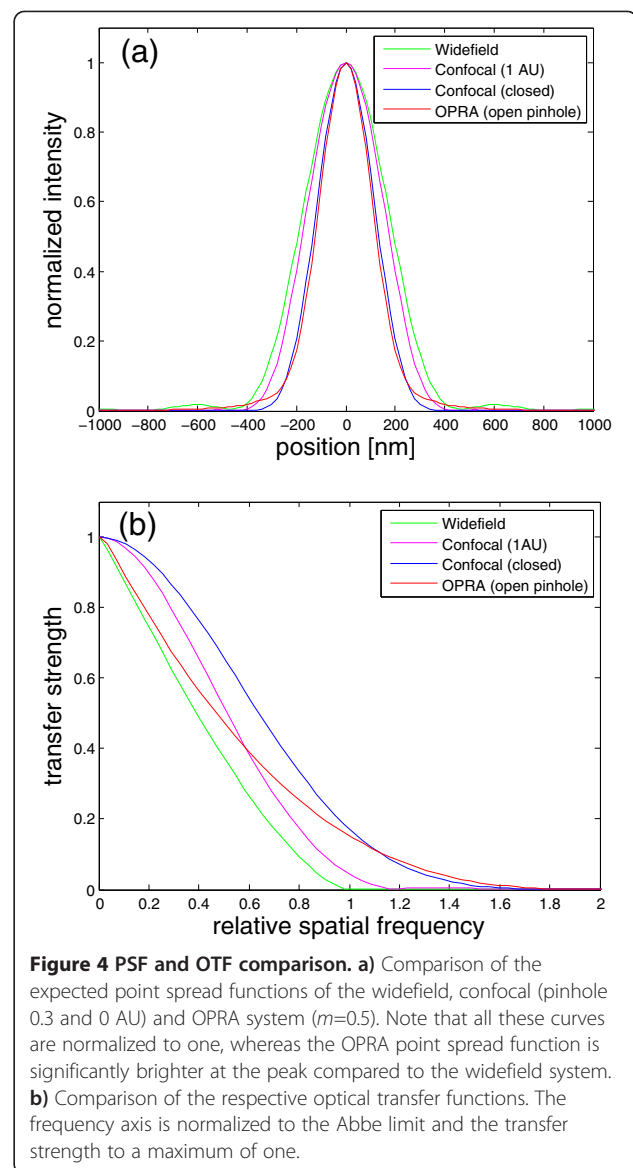 (a)
Widefield
Confocal (1 AU)
Confocal (closed)
OPRA (open pinhole)
1
0.8
0.6
0.4
0.2
0
normalized intensity
−1000 −800 −600 −400 −200 0 200 400 600 800 1000
position [nm]
(b)
Widefield
Confocal (1AU)
Confocal (closed)
OPRA (open pinhole)
1
0.8
0.6
0.4
0.2
0
transfer strength
0 0.2 0.4 0.6 0.8 1 1.2 1.4 1.6 1.8 2
relative spatial frequency
Figure 4 PSF and OTF comparison. a) Comparison of the
expected point spread functions of the widefield, confocal (pinhole
0.3 and 0 AU) and OPRA system (m=0.5). Note that all these curves
are normalized to one, whereas the OPRA point spread function is
significantly brighter at the peak compared to the widefield system.
b) Comparison of the respective optical transfer functions. The
frequency axis is normalized to the Abbe limit and the transfer
strength to a maximum of one.